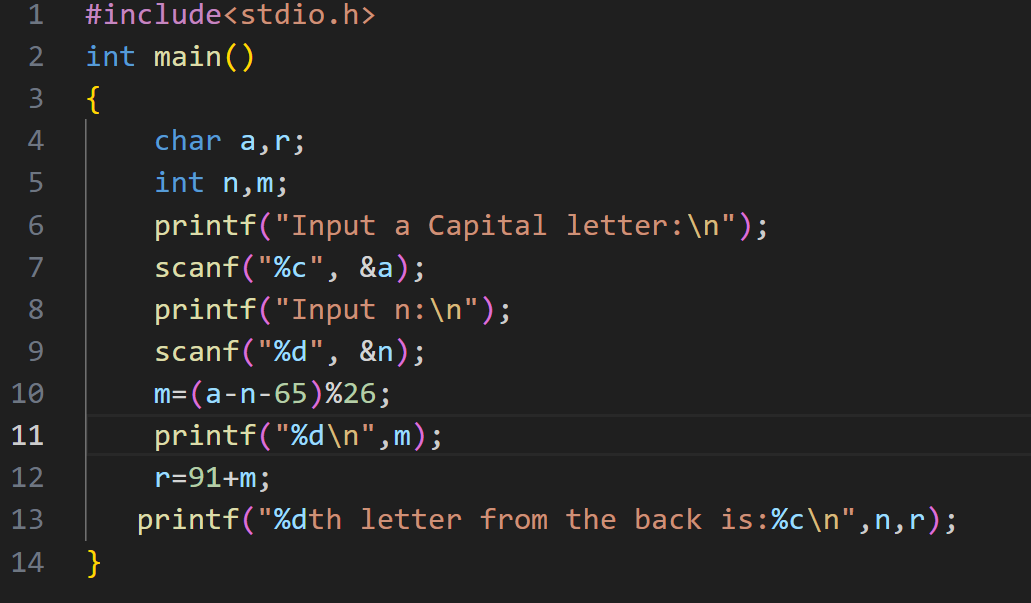 1 #include<stdio.h>
2 int main()
3 {
4 char a,r;
5 int n,m;
6 printf("Input a Capital letter:\n");
7 scanf("%c", &a);
8 printf("Input n:\n");
9 scanf("%d", &n);
10 m=(a-n-65)%26;
11 printf("%d\n",m);
12 r=91+m;
13 printf("%dth letter from the back is:%c\n",n,r);
14 }